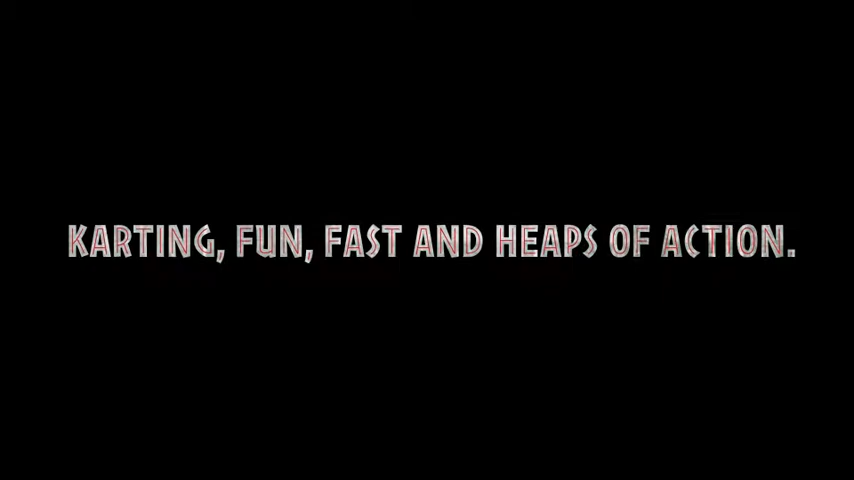 KARTING, FUN, FAST AND HEAPS OF ACTION.